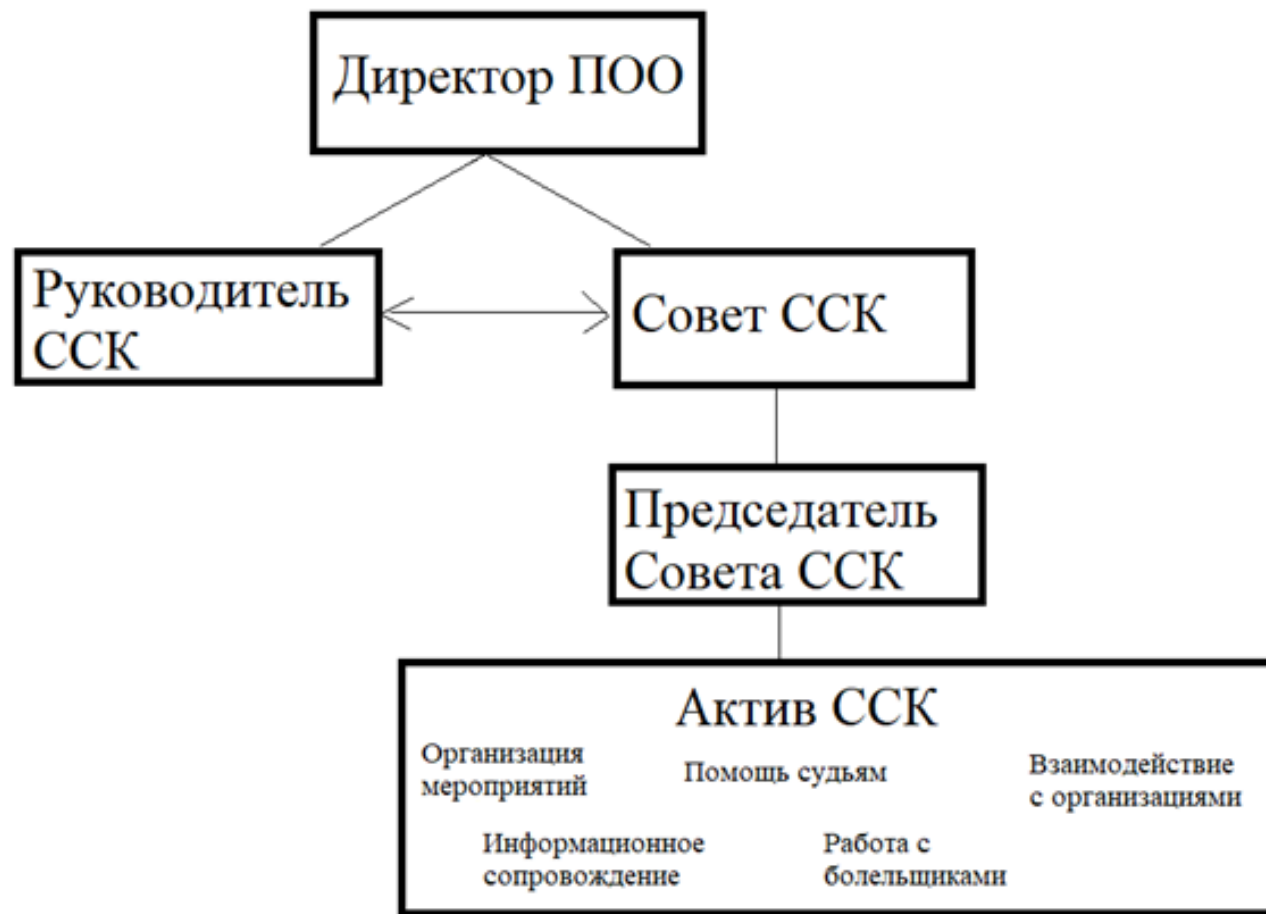 Директор ПОО
Руководитель
ССК
Совет ССК
Председатель
Совета ССК
Актив ССК
Организация
мероприятий
Помощь судьям
Взаимодействие
с организациями
Информационное
сопровождение
Работа с
болельщиками